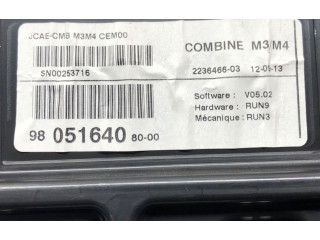 JCAE-CMB M3M4 CEM00
COMBINE M3M4
SN00253716
2236466-03 12-05-13
Software : V05.02
Hardware : RUN9
Mécanique : RUN3
98 051640 80-00